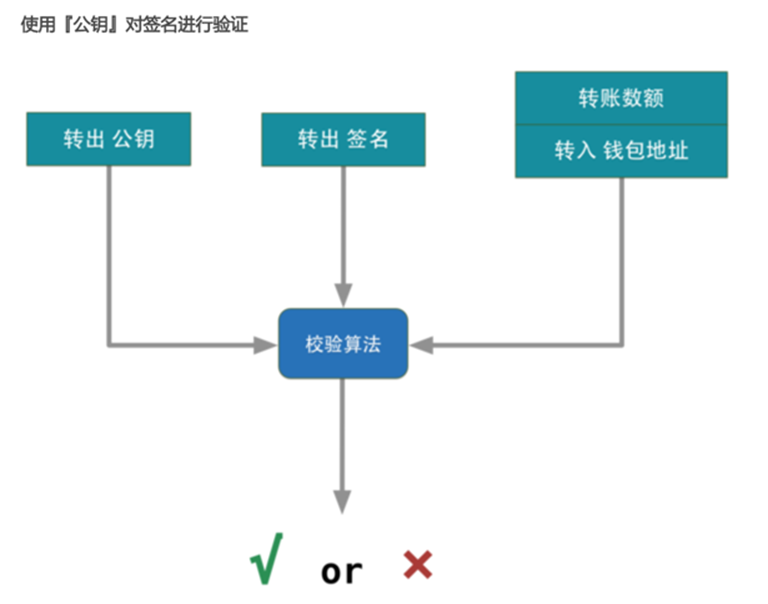 使用『公钥』对签名进行验证
转出 公钥
转出 签名
转账数额
转入 钱包地址
校验算法
√ or ×